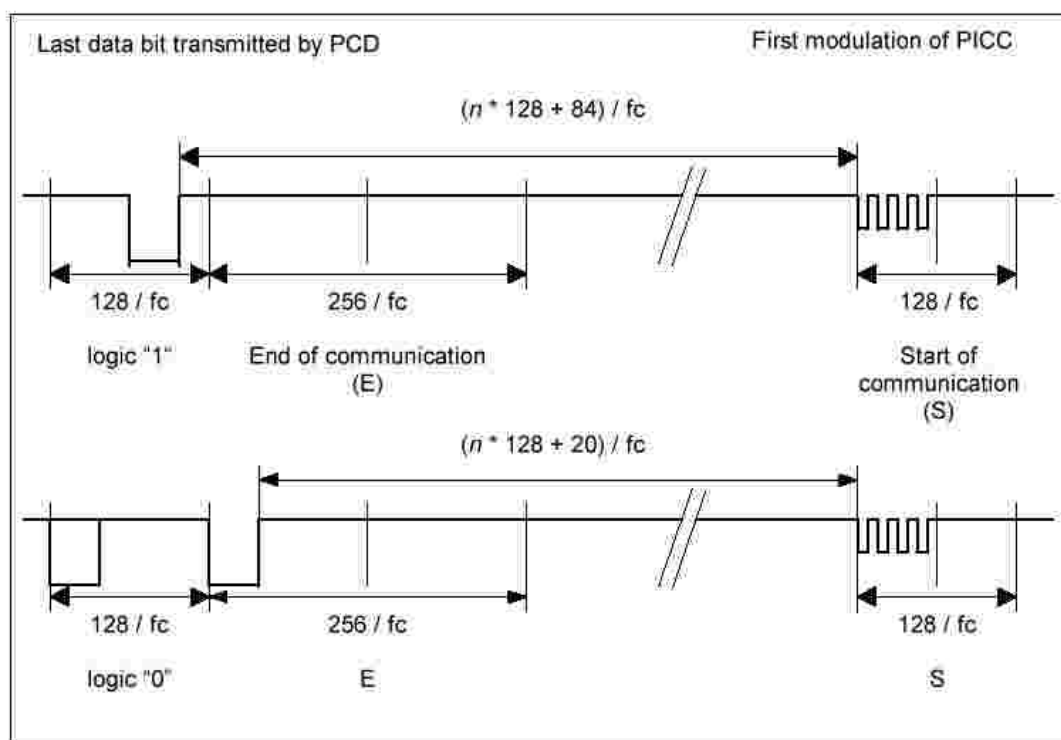 Last data bit transmitted by PCD
First modulation of PICC
(n * 128 + 84) / fc
128 / fc
256 / fc
128 / fc
logic "1"
End of communication
(E)
Start of
communication
(S)
(n * 128 + 20) / fc
128 / fc
256 / fc
128 / fc
logic "0"
E
S